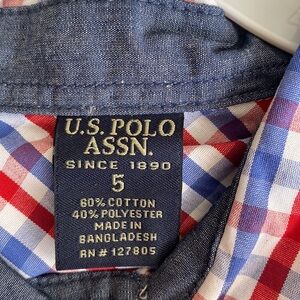 U.S. POLO
ASSN.
SINCE 1890
5
60% COTTON
40% POLYESTER
MADE IN
BANGLADESH
RN # 127805